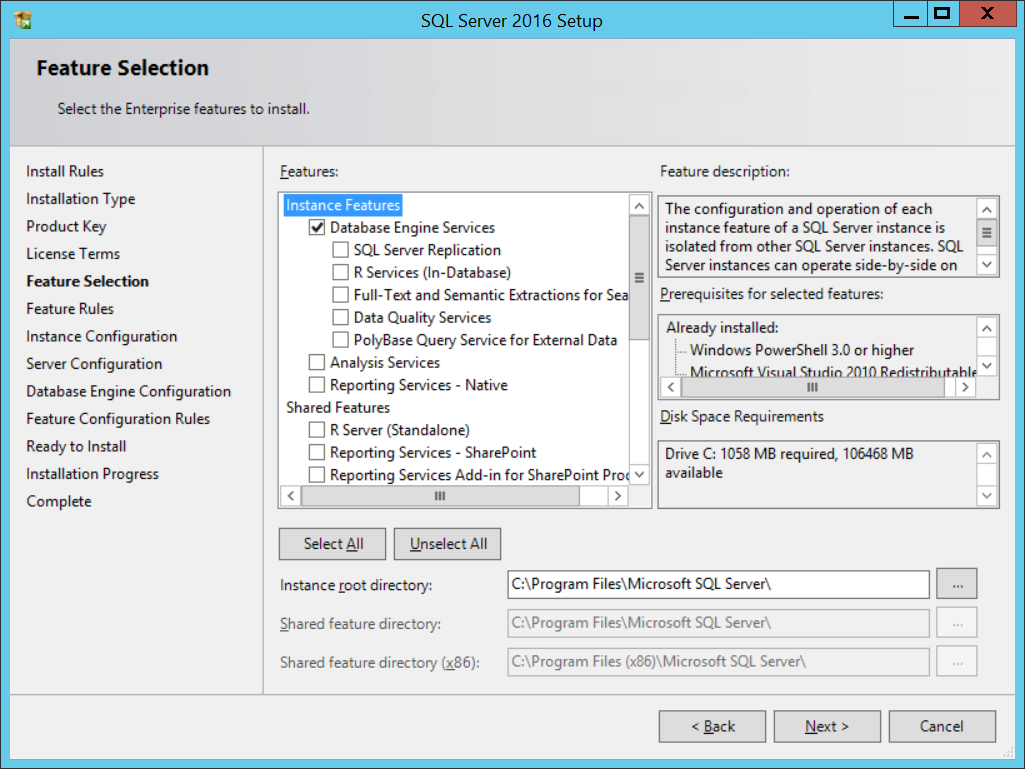 SQL Server 2016 Setup
Feature Selection
Select the Enterprise features to install.
Install Rules
Installation Type
Product Key
License Terms
Feature Selection
Feature Rules
Instance Configuration
Server Configuration
Database Engine Configuration
Feature Configuration Rules
Ready to Install
Installation Progress
Complete
Features:
Instance Features
Database Engine Services
SQL Server Replication
R Services (In-Database)
Full-Text and Semantic Extractions for Sea
Data Quality Services
PolyBase Query Service for External Data
Analysis Services
Reporting Services - Native
Shared Features
R Server (Standalone)
Reporting Services - SharePoint
Reporting Services Add-in for SharePoint Proc
Feature description:
The configuration and operation of each
instance feature of a SQL Server instance is
isolated from other SQL Server instances. SQL
Server instances can operate side-by-side on
Prerequisites for selected features:
Already installed:
Windows PowerShell 3.0 or higher
Microsoft Visual Studio 2010 Redistributable
Disk Space Requirements
Drive C: 1058 MB required, 106468 MB
available
Select All
Unselect All
Instance root directory:
C:\Program Files\Microsoft SQL Server\
...
Shared feature directory:
C:\Program Files\Microsoft SQL Server\
...
Shared feature directory (x86):
C:\Program Files (x86)\Microsoft SQL Server\
...
< Back
Next >
Cancel